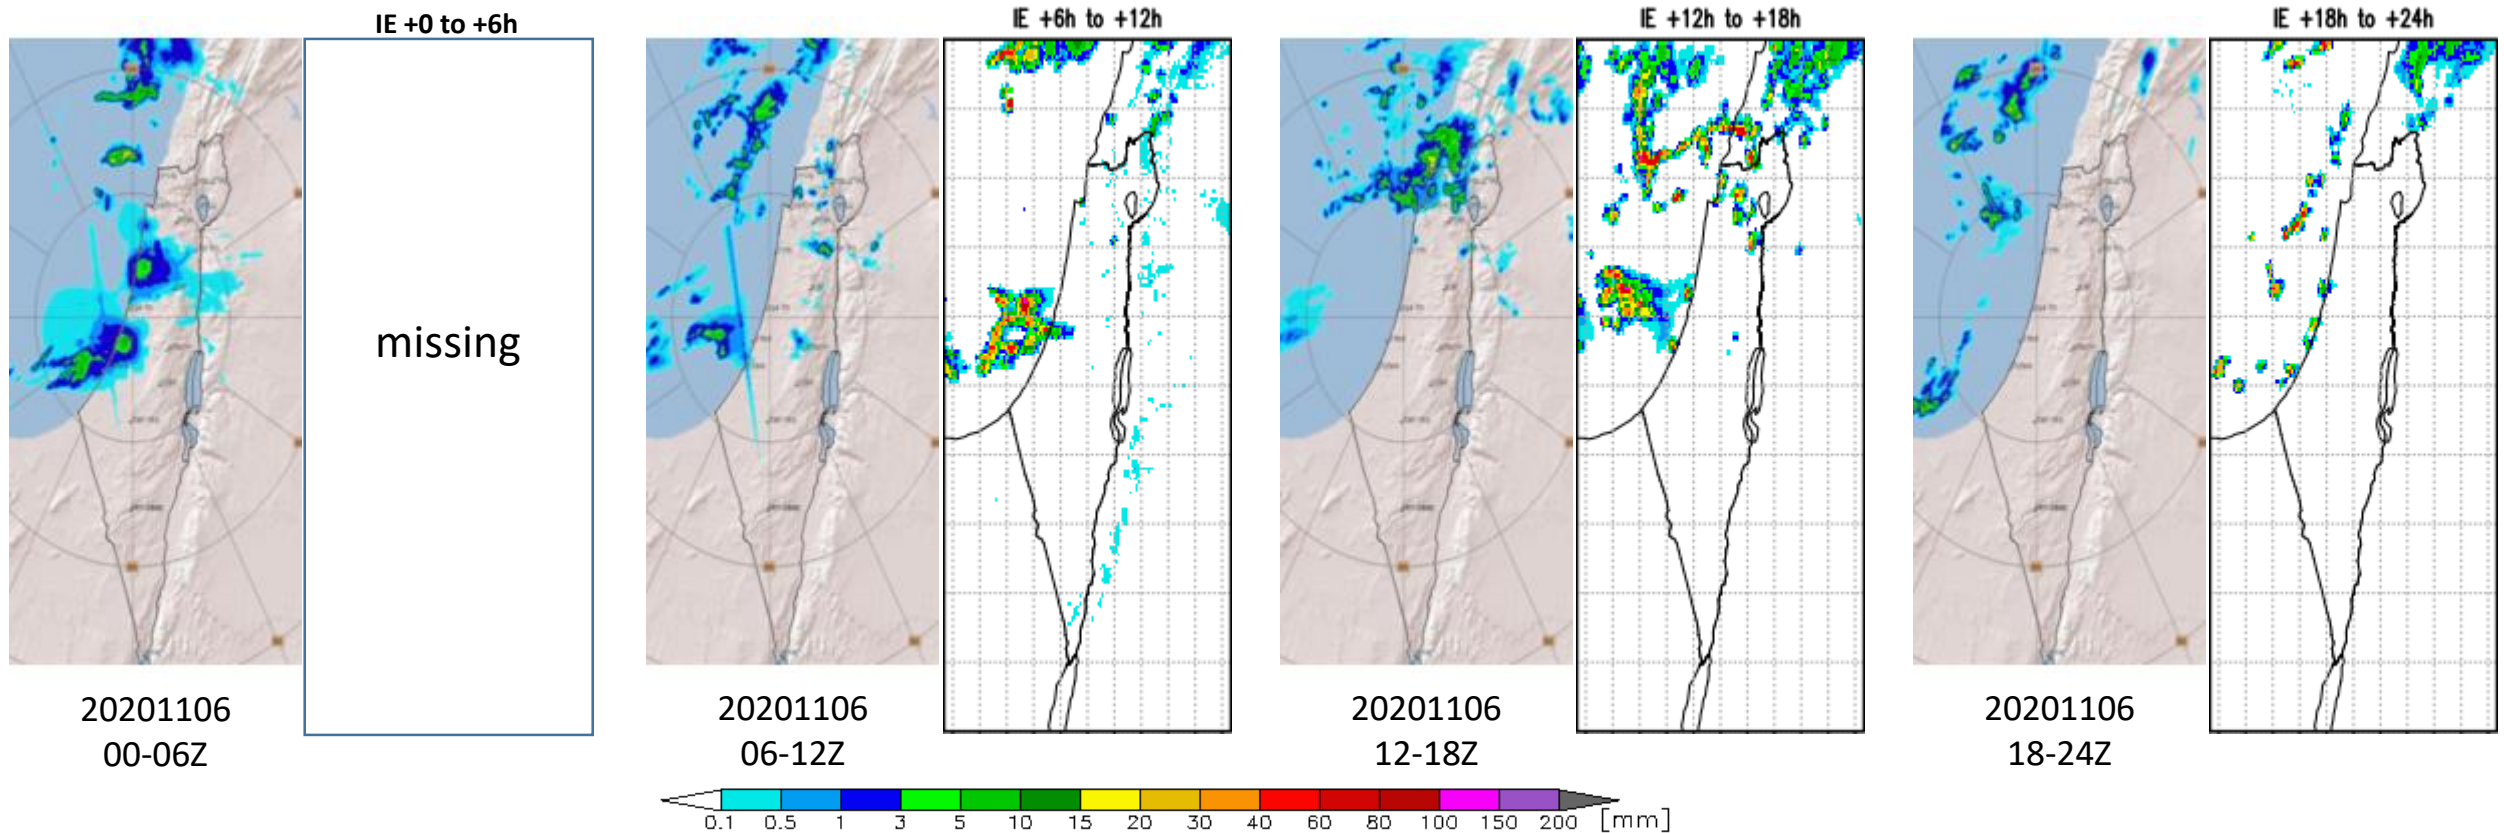 IE +0 to +6h
IE +6h to +12h
IE +12h to +18h
IE +18h to +24h
missing
20201106
00-06Z
20201106
06-12Z
20201106
12-18Z
20201106
18-24Z
0.1 0.5 1 3 5 10 15 20 30 40 60 80 100 150 200 [mm]